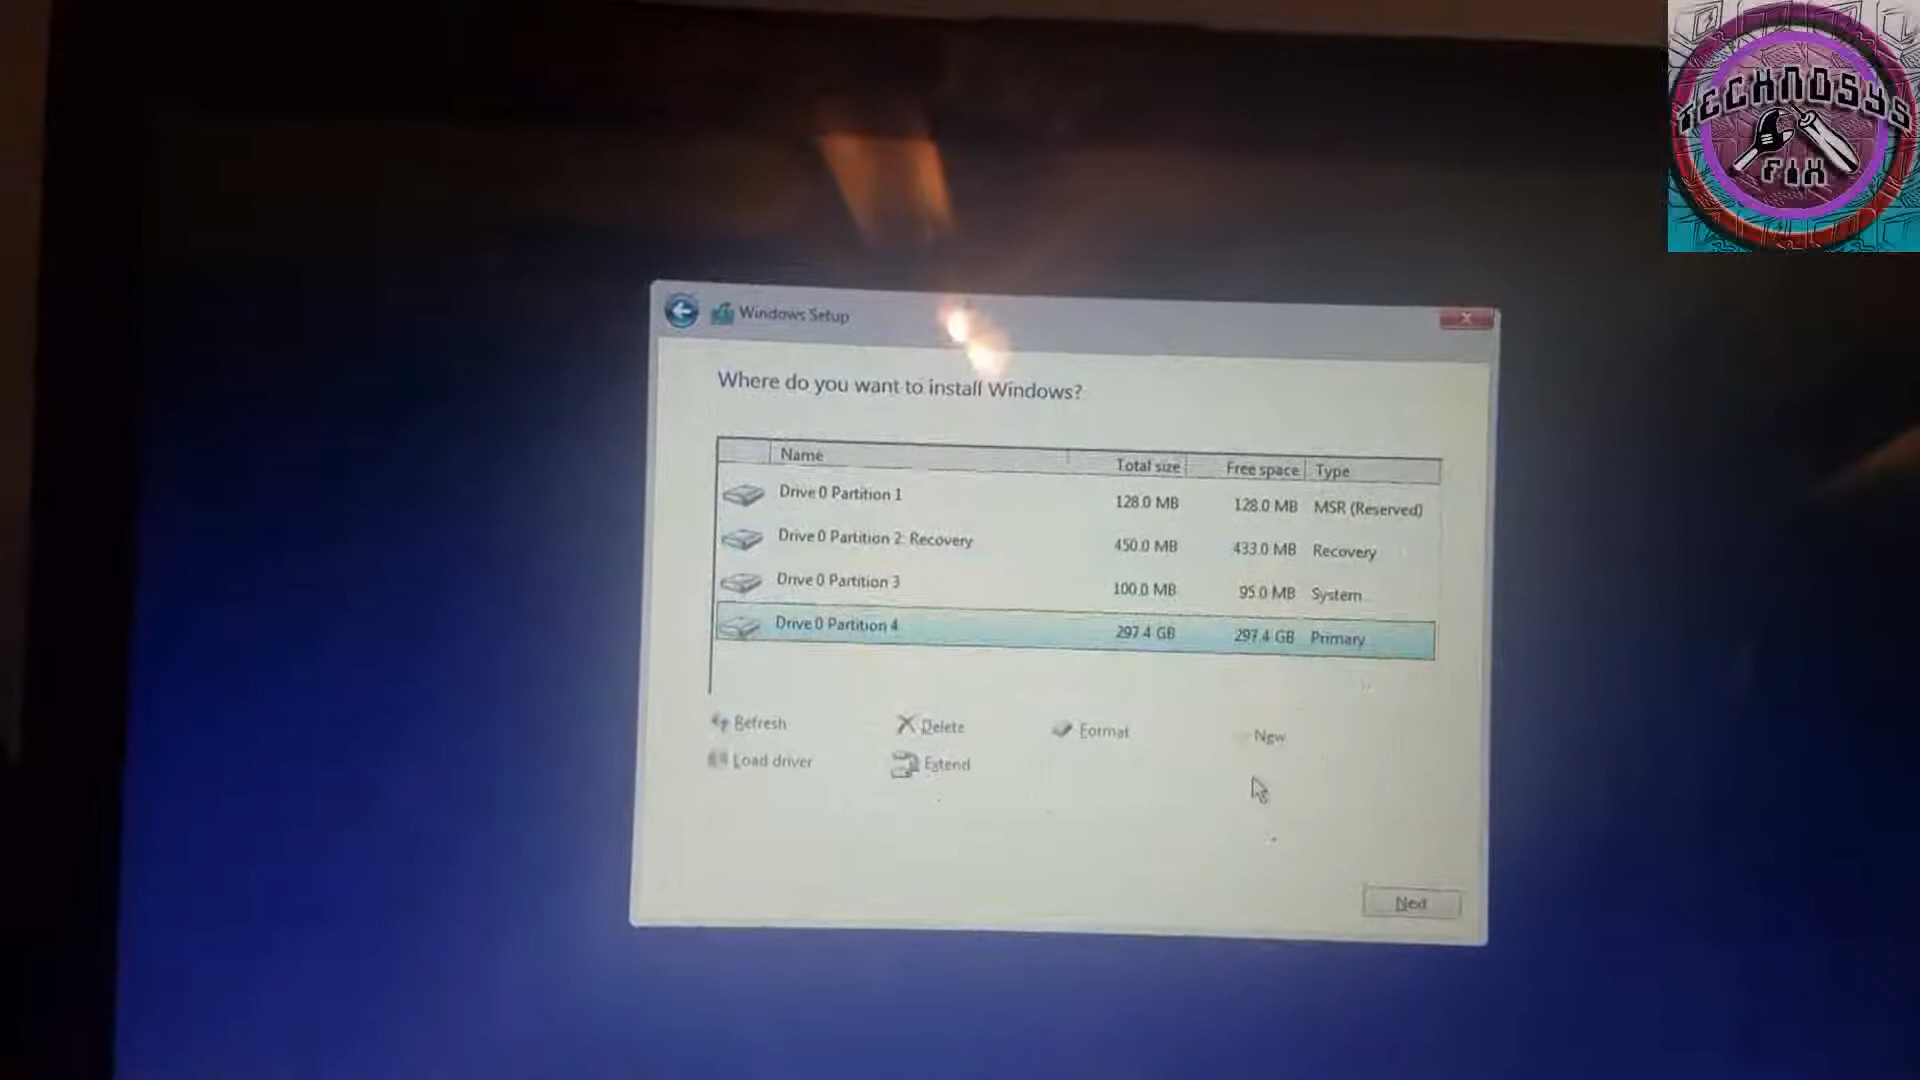 TECHNOSYS
FIX
Windows Setup
Where do you want to install Windows?
Name Total size Free space Type
Drive 0 Partition 1 128.0 MB 128.0 MB MSR (Reserved)
Drive 0 Partition 2: Recovery 450.0 MB 433.0 MB Recovery
Drive 0 Partition 3 100.0 MB 95.0 MB System
Drive 0 Partition 4 297.4 GB 297.4 GB Primary
Refresh Delete Format New
Load driver Extend
Next